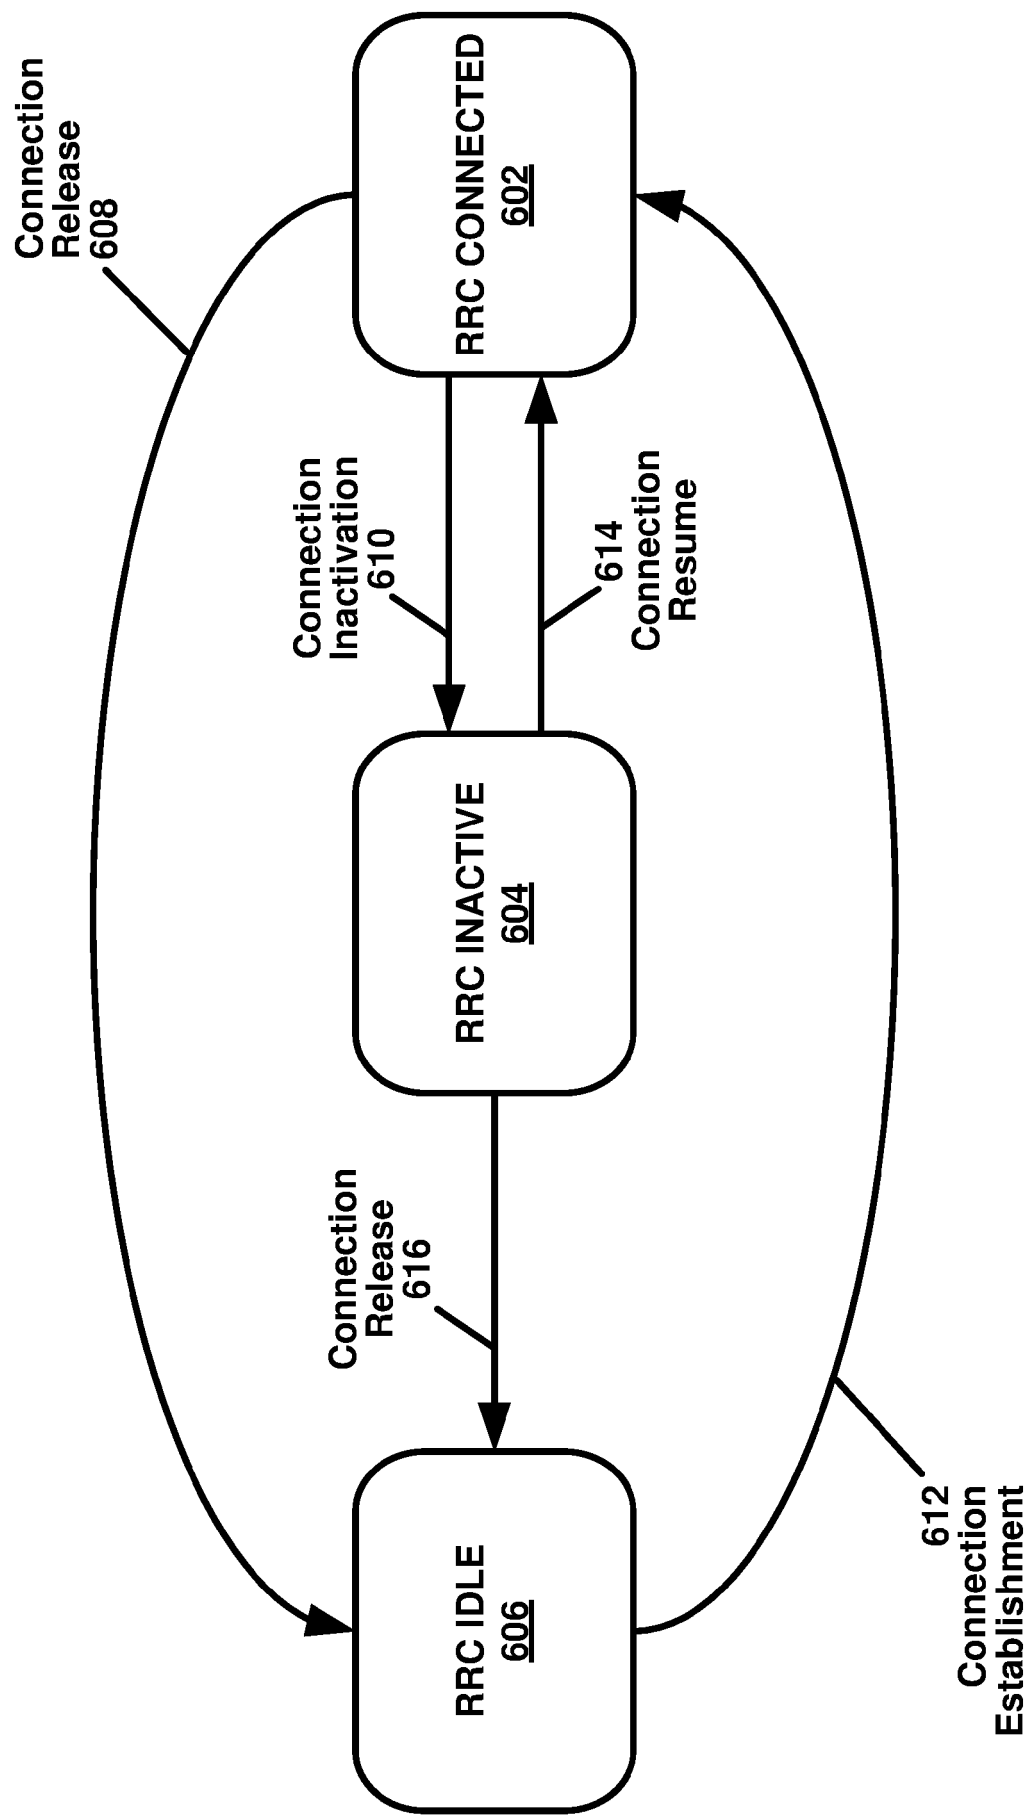 Connection
Release
608
RRC IDLE
606
Connection
Release
616
RRC INACTIVE
604
Connection
Inactivation
610
614
Connection
Resume
RRC CONNECTED
602
612
Connection
Establishment